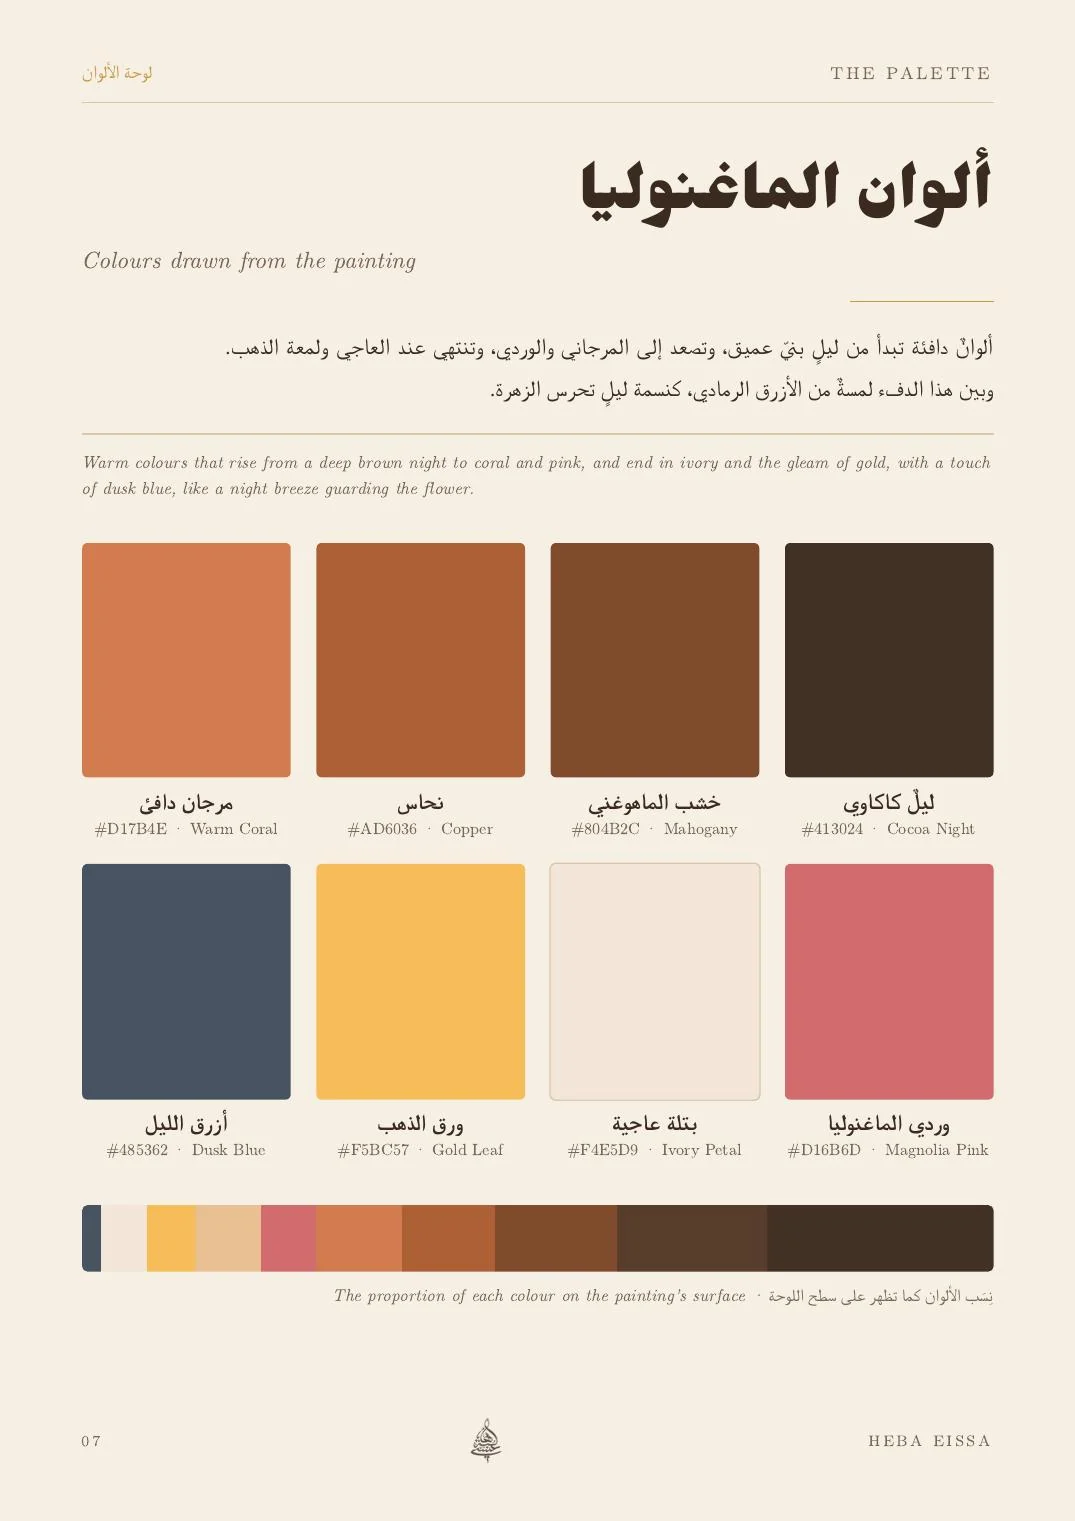 لوحة الألوان
THE PALETTE
ألوان الماغنوليا
Colours drawn from the painting
ألوانٌ دافئة تبدأ من ليلٍ بنيّ عميق، وتصعد إلى المرجاني والوردي، وتنتهي عند العاجي ولمعة الذهب.
وبين هذا الدفء لمسةٌ من الأزرق الرمادي، كنسمة ليلٍ تحرس الزهرة.
Warm colours that rise from a deep brown night to coral and pink, and end in ivory and the gleam of gold, with a touch
of dusk blue, like a night breeze guarding the flower.
ليلٌ كاكاوي
#413024 · Cocoa Night
خشب الماهوغني
#804B2C · Mahogany
نحاس
#AD6036 · Copper
مرجان دافئ
#D17B4E · Warm Coral
وردي الماغنوليا
#D16B6D · Magnolia Pink
بتلة عاجية
#F4E5D9 · Ivory Petal
ورق الذهب
#F5BC57 · Gold Leaf
أزرق الليل
#485362 · Dusk Blue
نِسَب الألوان كما تظهر على سطح اللوحة · The proportion of each colour on the painting's surface
07
HEBA EISSA